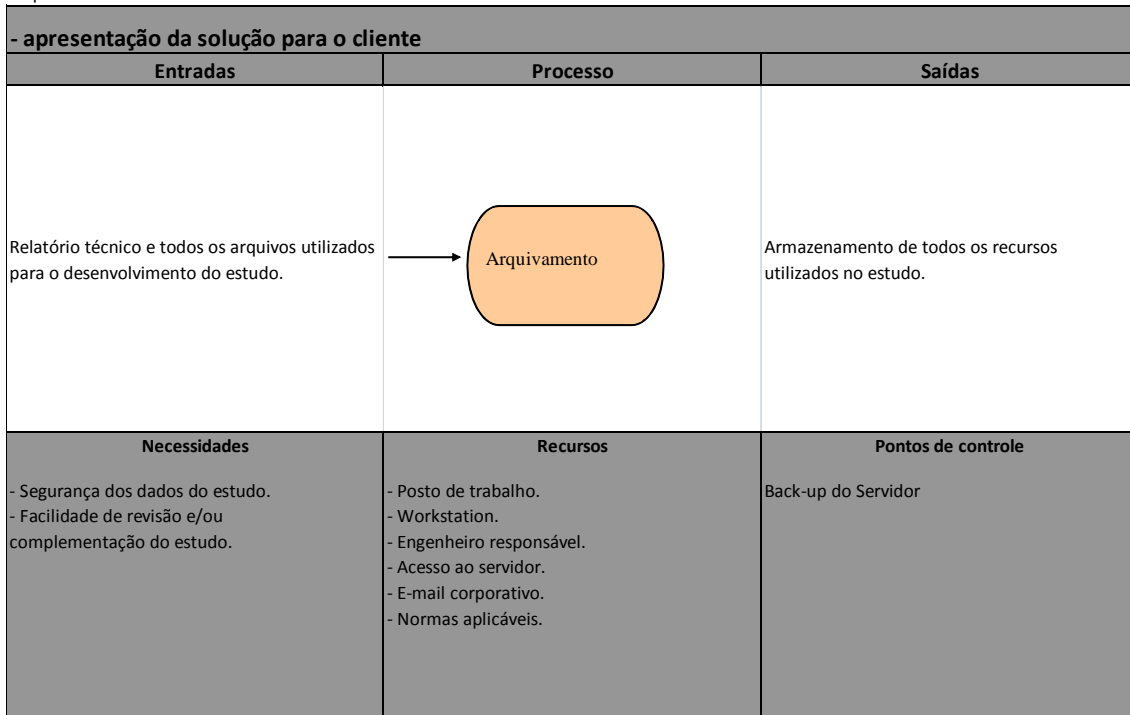 - apresentação da solução para o cliente
Entradas
Processo
Saídas
Relatório técnico e todos os arquivos utilizados
para o desenvolvimento do estudo.
Arquivamento
Armazenamento de todos os recursos
utilizados no estudo.
Necessidades
- Segurança dos dados do estudo.
- Facilidade de revisão e/ou
complementação do estudo.
Recursos
- Posto de trabalho.
- Workstation.
- Engenheiro responsável.
- Acesso ao servidor.
- E-mail corporativo.
- Normas aplicáveis.
Pontos de controle
Back-up do Servidor